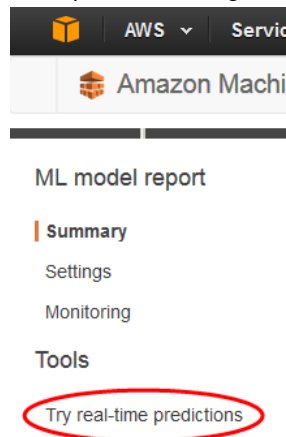 AWS Servic
Amazon Machi
ML model report
Summary
Settings
Monitoring
Tools
Try real-time predictions